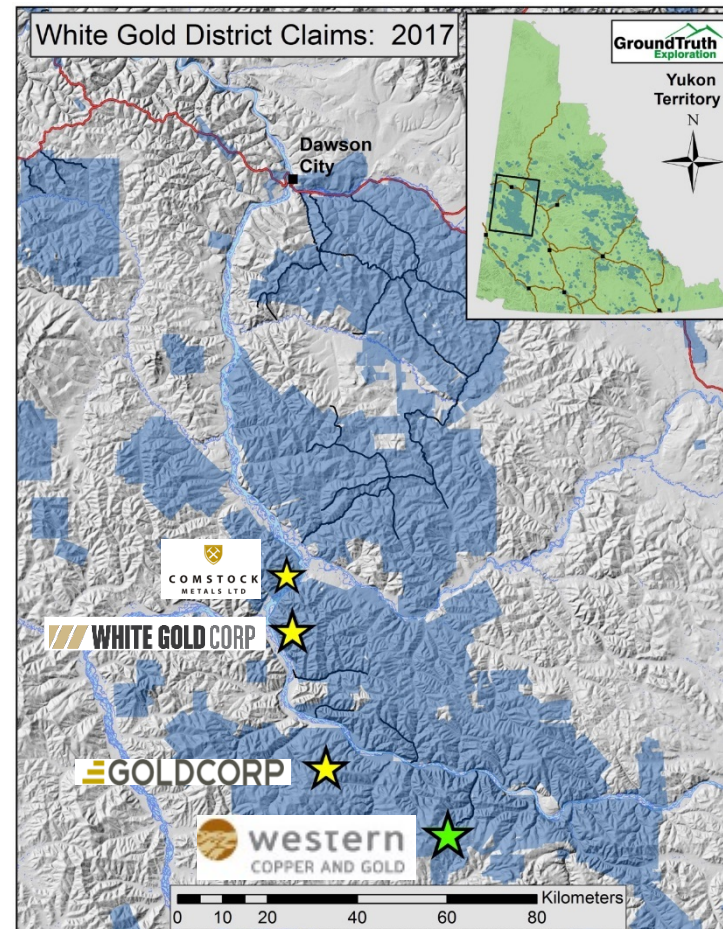 White Gold District Claims: 2017
GroundTruth
Exploration
Yukon
Territory
N
Dawson
City
COMSTOCK
METALS LTD
WHITE GOLD CORP
GOLDCORP
western
COPPER AND GOLD
Kilometers
0 10 20 40 60 80